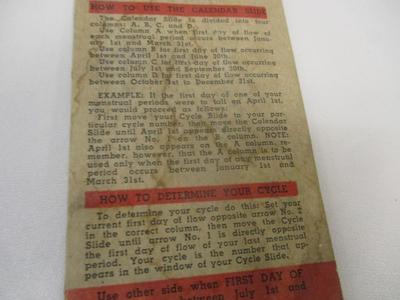 HOW TO USE THE CALENDAR SLIDE
The Calendar Slide is divided into four
columns: A, B, C, and D.
Use Column A when first day of flow of
each menstrual period occurs between Janu-
ary 1st and March 31st.
Use column B for first day of flow occurring
between April 1st and June 30th.
Use column C for first day of flow occurring
between July 1st and September 30th.
Use column D for first day of flow occurring
between October 1st to December 31st.
EXAMPLE: If the first day of one of your
menstrual periods were to fall on April 1st,
you would proceed as follows:
First move your Cycle Slide to your par-
ticular cycle number, then move the Calendar
Slide until April 1st appears directly opposite
the arrow No. 1 on the B column. NOTE:
April 1st also appears on the A column, re-
member, however, that the A column is to be
used only when the first day of any menstrual
period occurs between January 1st and
March 31st.
HOW TO DETERMINE YOUR CYCLE
To determine your cycle do this: Set your
current first day of flow opposite arrow No. 2
in the correct column, then move the Cycle
Slide until arrow No. 1 is directly opposite
the first day of flow of your last menstrual
period. Your cycle is the number that ap-
pears in the window of your Cycle Slide.
Use other side when FIRST DAY OF
between July 1st and